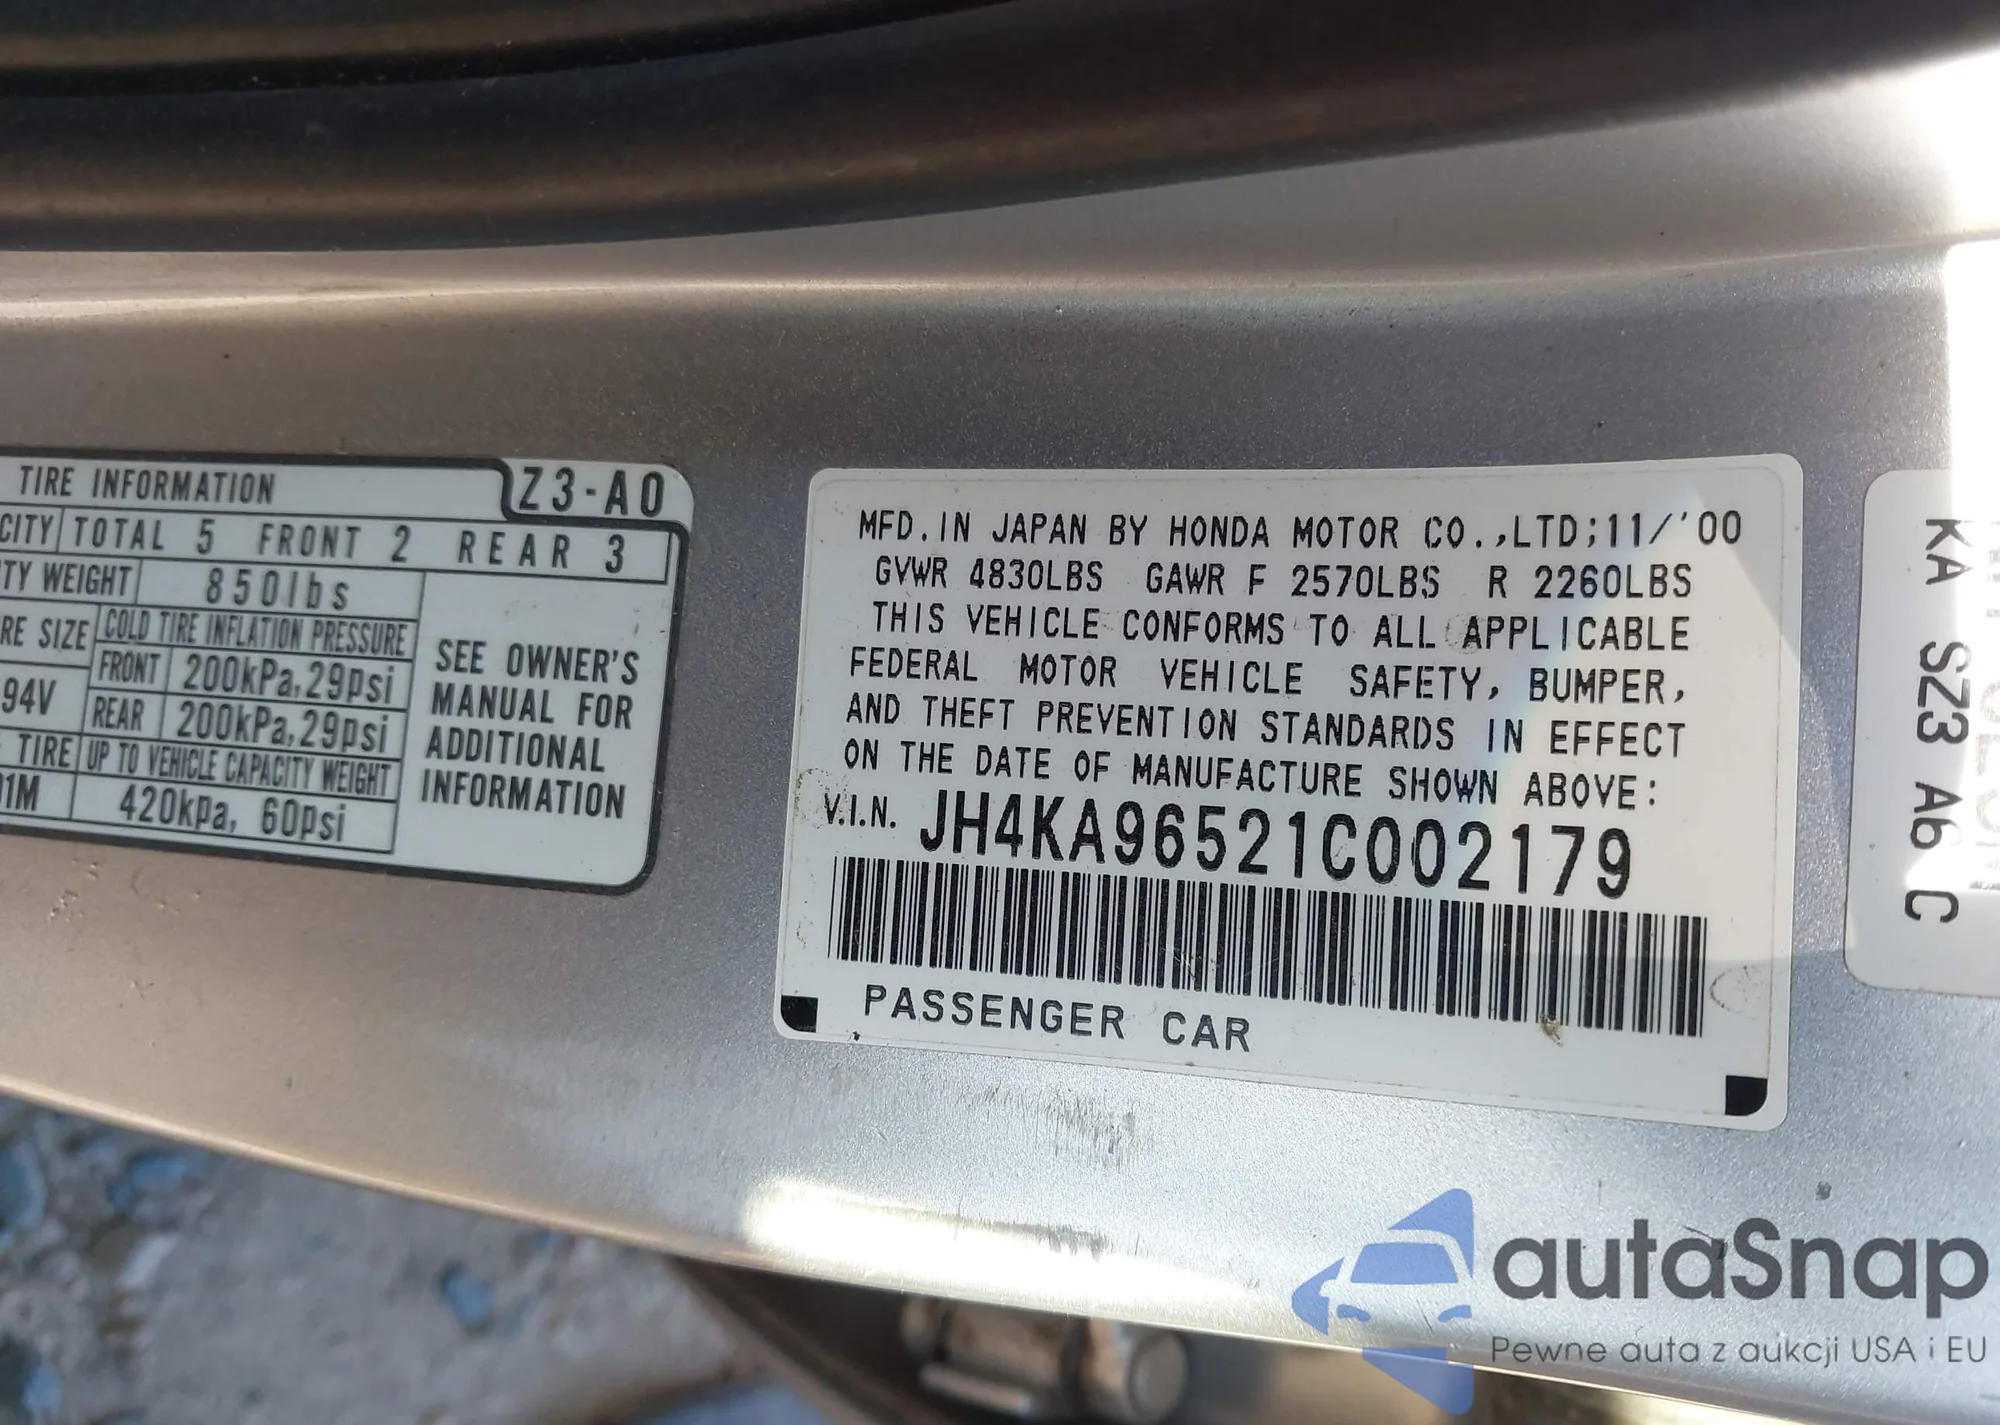 TIRE INFORMATION Z3-A0
CITY TOTAL 5 FRONT 2 REAR 3
TY WEIGHT 850lbs
RE SIZE COLD TIRE INFLATION PRESSURE
FRONT 200kPa,29psi
94V
REAR 200kPa,29psi
TIRE UP TO VEHICLE CAPACITY WEIGHT
01M 420kpa, 60psi
SEE OWNER'S
MANUAL FOR
ADDITIONAL
INFORMATION
MFD. IN JAPAN BY HONDA MOTOR CO.,LTD;11/'00
GVWR 4830LBS GAWR F 2570LBS R 2260LBS
THIS VEHICLE CONFORMS TO ALL APPLICABLE
FEDERAL MOTOR VEHICLE SAFETY, BUMPER,
AND THEFT PREVENTION STANDARDS IN EFFECT
ON THE DATE OF MANUFACTURE SHOWN ABOVE:
V.I.N. JH4KA96521C002179
PASSENGER CAR
KA SZ3 A6 C
autaSnap
Pewne auta z aukcji USA i EU